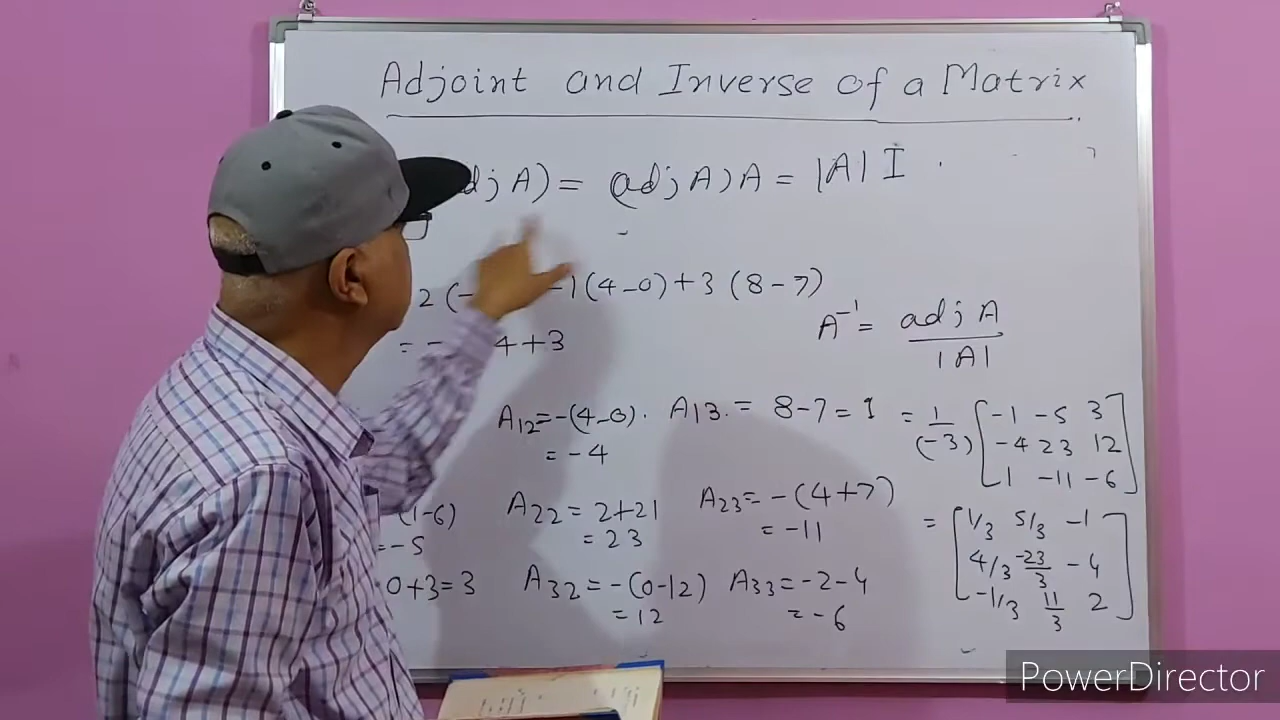 Adjoint and Inverse of a Matrix
dj A) = (adj A) A = |A| I
2 (- -1 (4-0) + 3 (8-7)
= - 4+3
A⁻¹ = adj A / |A|
A12 = -(4-0). A13. = 8-7 = 1
= -4
= 1/(-3) [-1 -5 3
-4 23 12
1 -11 -6]
(1-6) A22 = 2+21 A23 = -(4+7)
= -5 = 23 = -11
= [1/3 5/3 -1
4/3 -23/3 -4
-1/3 11/3 2]
0+3=3 A32 = -(0-12) A33 = -2-4
= 12 = -6
PowerDirector